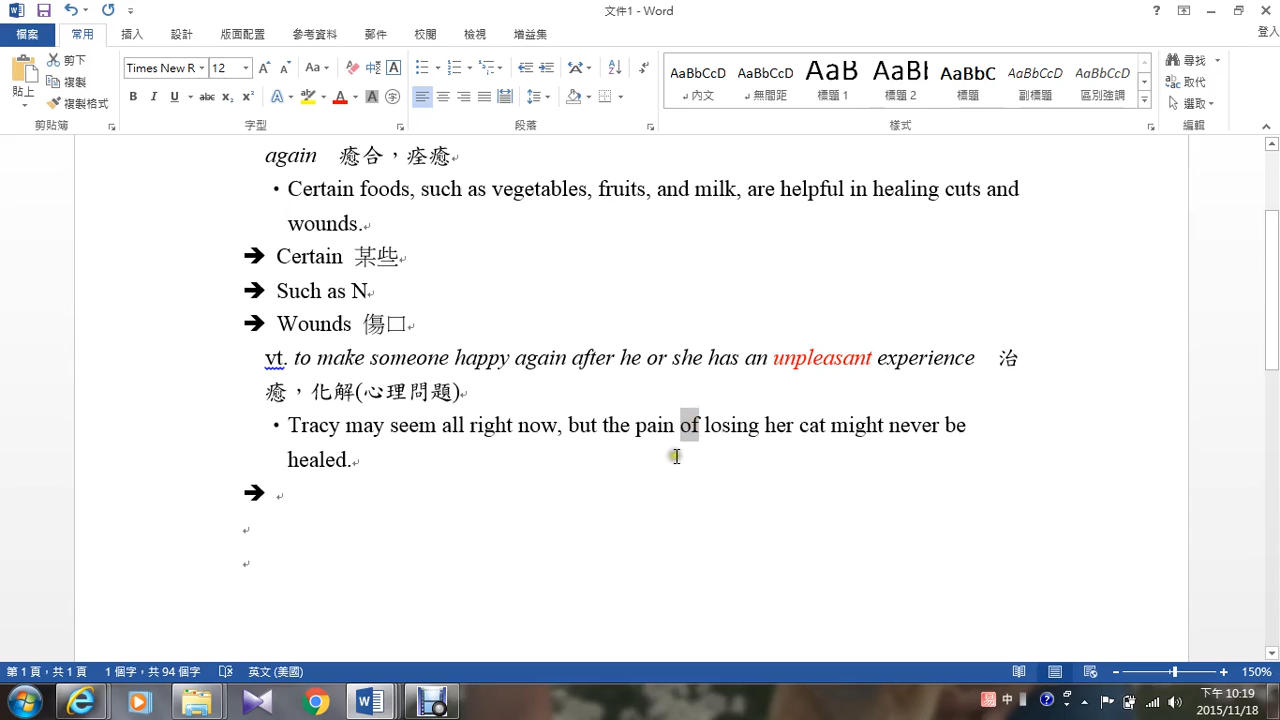 文件1 - Word
檔案 常用 插入 設計 版面配置 參考資料 郵件 校閱 檢視 增益集 登入
貼上 剪下 複製 複製格式 剪貼簿
Times New R 12 Aa A
B I U abc x₂ x² A A A 字
字型 段落
AaBbCcD 內文 AaBbCcD 無間距 AaB 標題 1 AaBl 標題 2 AaBbC 標題 AaBbCcD 副標題 AaBbCcD 區別強調
樣式
尋找 取代 選取 編輯
again 癒合，痊癒
・Certain foods, such as vegetables, fruits, and milk, are helpful in healing cuts and
wounds.
➔ Certain 某些
➔ Such as N
➔ Wounds 傷口
vt. to make someone happy again after he or she has an unpleasant experience 治
癒，化解(心理問題)
・Tracy may seem all right now, but the pain of losing her cat might never be
healed.
➔
第 1 頁，共 1 頁 1 個字，共 94 個字 英文 (美國) 150%
中 下午 10:19
2015/11/18